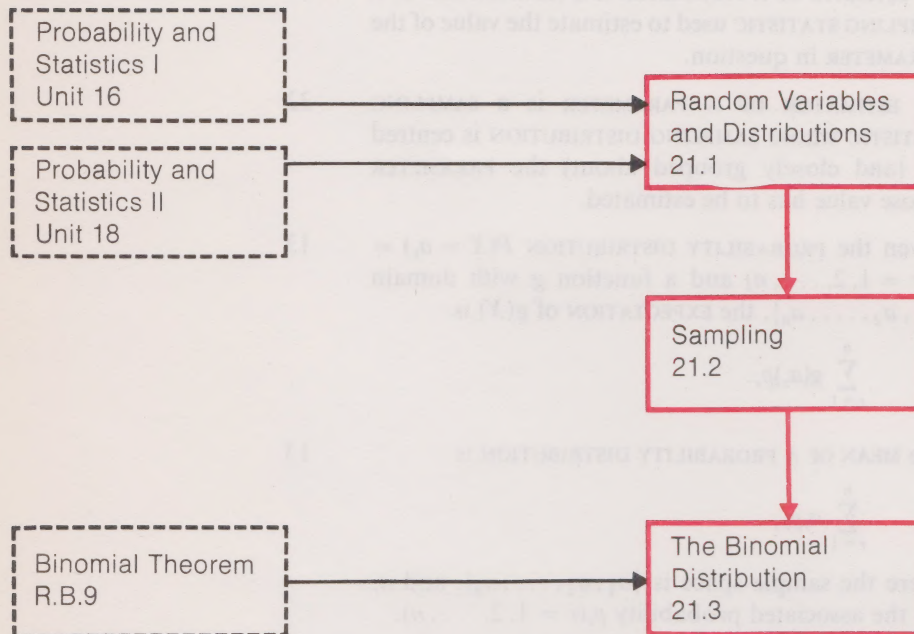 Probability and
Statistics I
Unit 16
Probability and
Statistics II
Unit 18
Random Variables
and Distributions
21.1
Sampling
21.2
Binomial Theorem
R.B.9
The Binomial
Distribution
21.3